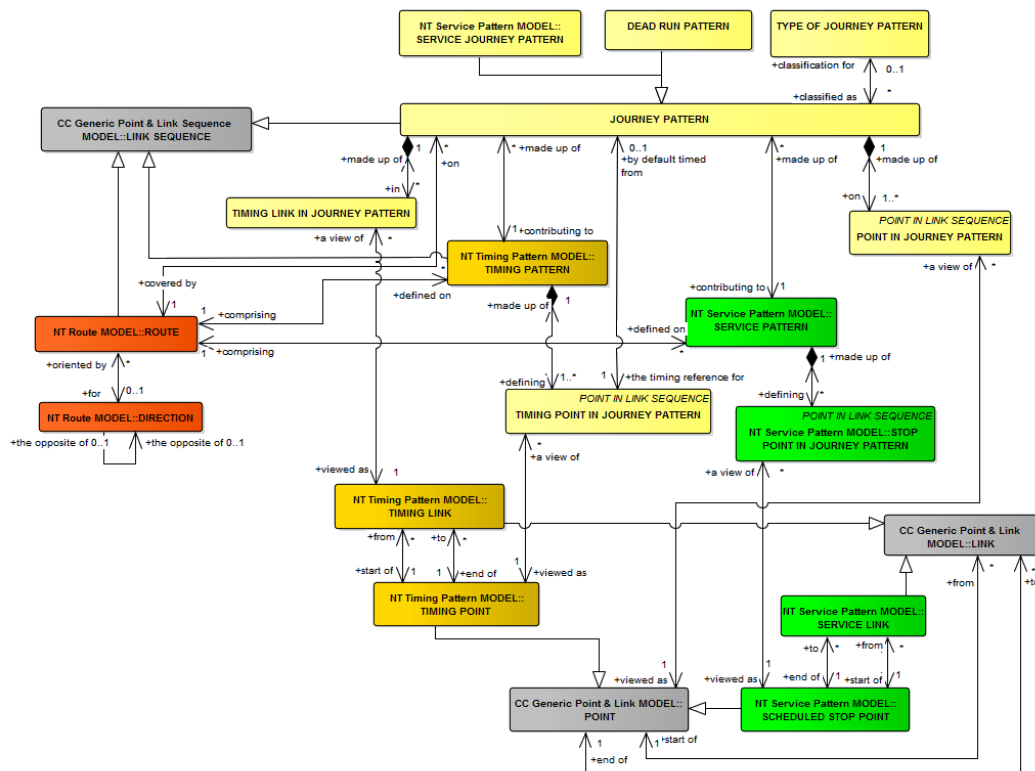 NT Service Pattern MODEL::
SERVICE JOURNEY PATTERN
DEAD RUN PATTERN
TYPE OF JOURNEY PATTERN
+classification for
0..1
+classified as
*
CC Generic Point & Link Sequence
MODEL::LINK SEQUENCE
JOURNEY PATTERN
+made up of
1
*
+on
*
+made up of
0..1
+by default timed
from
*
+made up of
1
+made up of
+in
*
+on
1..*
TIMING LINK IN JOURNEY PATTERN
POINT IN LINK SEQUENCE
POINT IN JOURNEY PATTERN
+a view of
*
1
+contributing to
+a view of
*
NT Timing Pattern MODEL::
TIMING PATTERN
*
+covered by
+defined on
+made up of
1
+contributing to
1
1
1
+comprising
NT Service Pattern MODEL::
SERVICE PATTERN
NT Route MODEL::ROUTE
+defined on
1
+comprising
*
1
+made up of
+oriented by
*
+for
0..1
+defining
1..*
1
+the timing reference for
+defining
*
NT Route MODEL::DIRECTION
POINT IN LINK SEQUENCE
TIMING POINT IN JOURNEY PATTERN
POINT IN LINK SEQUENCE
NT Service Pattern MODEL::STOP
POINT IN JOURNEY PATTERN
+the opposite of 0..1
+the opposite of 0..1
*
+a view of
+a view of
*
+viewed as
1
NT Timing Pattern MODEL::
TIMING LINK
CC Generic Point & Link
MODEL::LINK
+from
*
+to
*
+start of
1
1
+end of
1
+viewed as
+from
*
*
+to
NT Timing Pattern MODEL::
TIMING POINT
NT Service Pattern MODEL::
SERVICE LINK
+to
*
+from
*
1
+viewed as
1
+viewed as
+end of
1
+start of
1
CC Generic Point & Link MODEL::
POINT
NT Service Pattern MODEL::
SCHEDULED STOP POINT
1
+end of
1
+start of